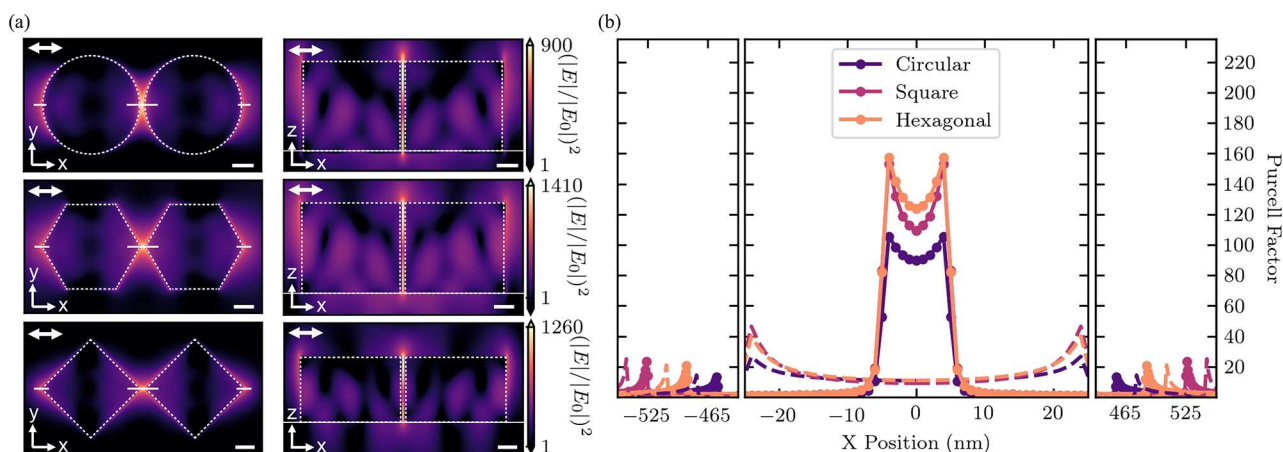 (a)
y
x
z
x
900
1
(|E|/|E₀|)²
y
x
z
x
1410
1
(|E|/|E₀|)²
y
x
z
x
1260
1
(|E|/|E₀|)²
(b)
Circular
Square
Hexagonal
220
200
180
160
140
120
100
80
60
40
20
Purcell Factor
−525 −465 −20 −10 0 10 20 465 525
X Position (nm)